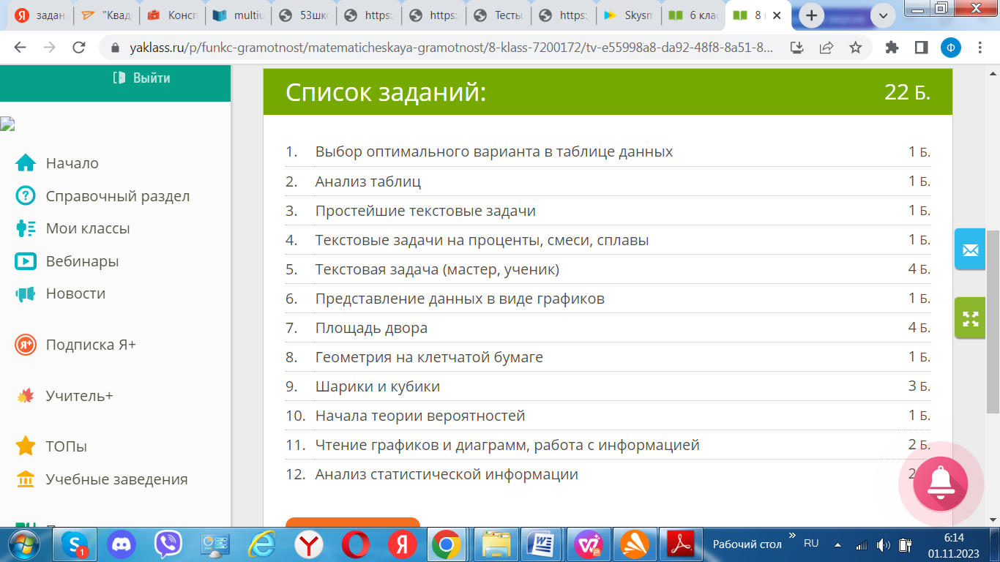 задан
"Квад
Консп
multiu
53шко
https:
https:
Тесты
https:
Skysm
6 клас
8
yaklass.ru/p/funkc-gramotnost/matematicheskaya-gramotnost/8-klass-7200172/tv-e55998a8-da92-48f8-8a51-8...
Ф
Выйти
Начало
Справочный раздел
Мои классы
Вебинары
Новости
Подписка Я+
Учитель+
ТОПы
Учебные заведения
Список заданий: 22 Б.
1. Выбор оптимального варианта в таблице данных 1 Б.
2. Анализ таблиц 1 Б.
3. Простейшие текстовые задачи 1 Б.
4. Текстовые задачи на проценты, смеси, сплавы 1 Б.
5. Текстовая задача (мастер, ученик) 4 Б.
6. Представление данных в виде графиков 1 Б.
7. Площадь двора 4 Б.
8. Геометрия на клетчатой бумаге 1 Б.
9. Шарики и кубики 3 Б.
10. Начала теории вероятностей 1 Б.
11. Чтение графиков и диаграмм, работа с информацией 2 Б.
12. Анализ статистической информации 2
Рабочий стол » RU 6:14
01.11.2023